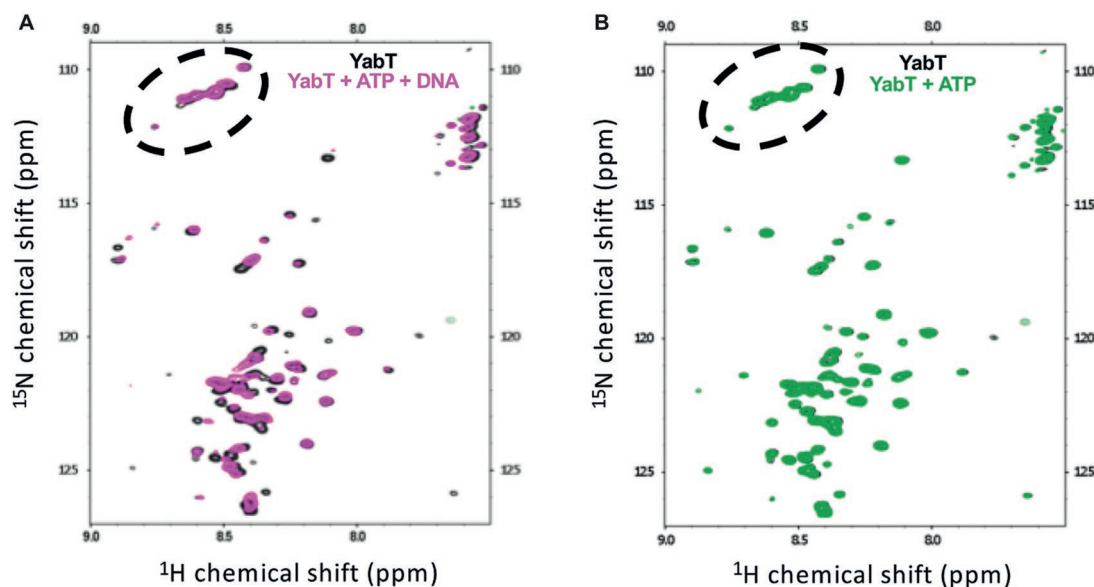 A
B
9.0 8.5 8.0
9.0 8.5 8.0
YabT
YabT + ATP + DNA
YabT
YabT + ATP
110
115
120
125
110
115
120
125
110
115
120
125
110
115
120
125
15N chemical shift (ppm)
15N chemical shift (ppm)
9.0 8.5 8.0
9.0 8.5 8.0
1H chemical shift (ppm)
1H chemical shift (ppm)